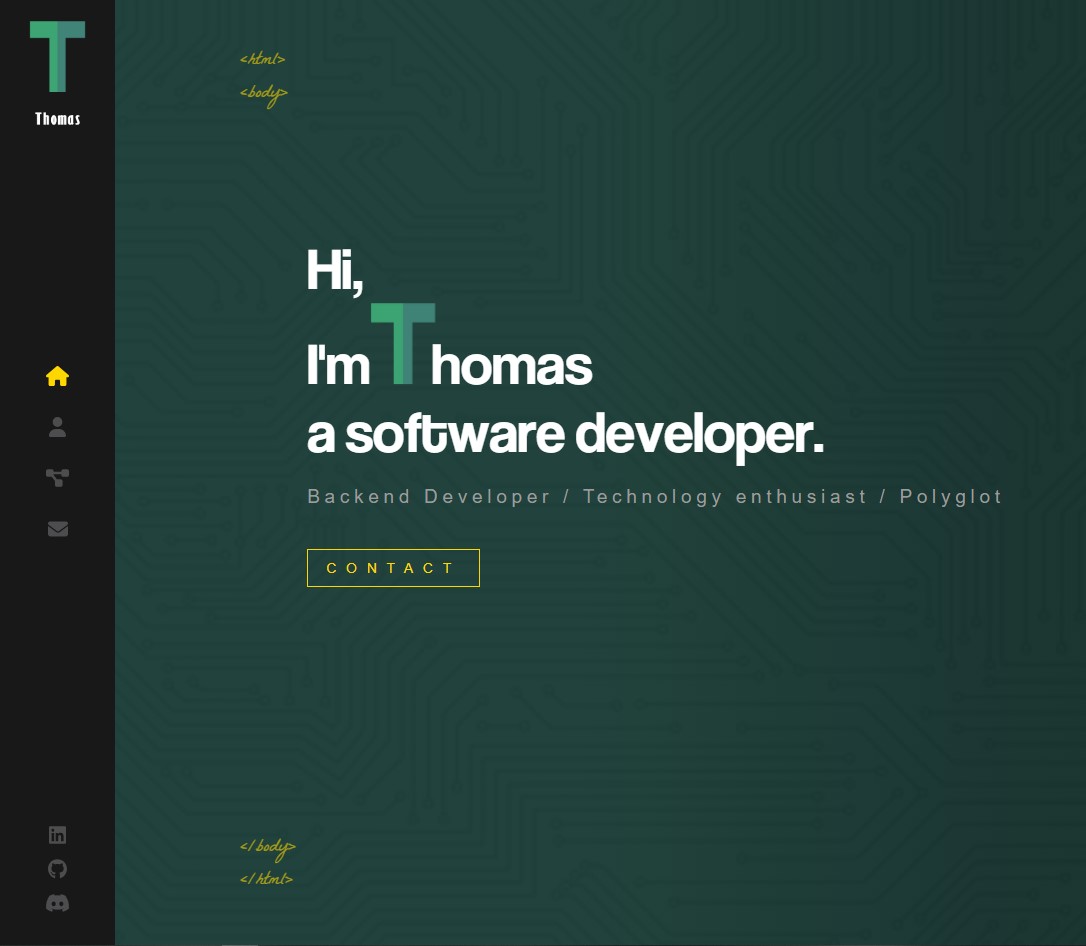 T
Thomas
<html>
<body>
Hi,
I'm Thomas
a software developer.
Backend Developer / Technology enthusiast / Polyglot
CONTACT
</body>
</html>